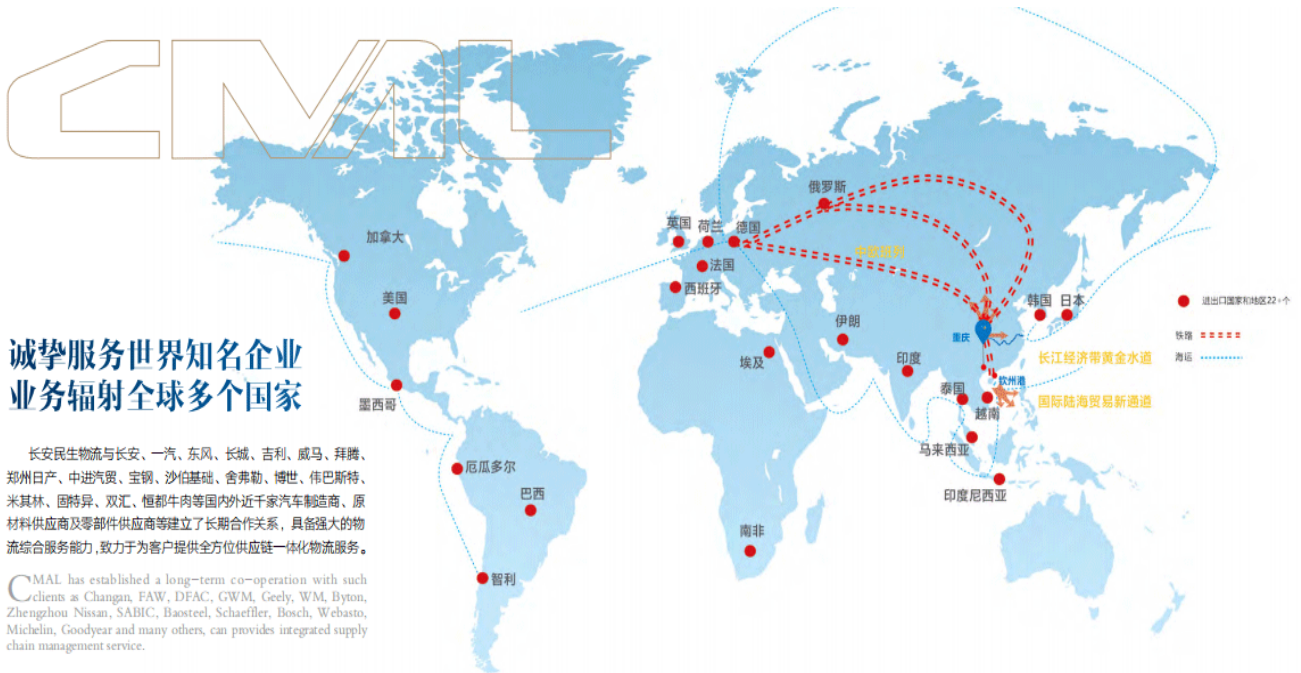 CMAL
俄罗斯
英国
荷兰
德国
加拿大
中欧班列
法国
西班牙
美国
韩国
日本
进出口国家和地区22+个
伊朗
重庆
铁路
诚挚服务世界知名企业
埃及
印度
长江经济带黄金水道
海运
业务辐射全球多个国家
钦州港
泰国
墨西哥
越南
国际陆海贸易新通道
马来西亚
长安民生物流与长安、一汽、东风、长城、吉利、威马、拜腾、
厄瓜多尔
郑州日产、中进汽贸、宝钢、沙伯基础、舍弗勒、博世、伟巴斯特、
巴西
印度尼西亚
米其林、固特异、双汇、恒都牛肉等国内外近千家汽车制造商、原
材料供应商及零部件供应商等建立了长期合作关系，具备强大的物
南非
流综合服务能力,致力于为客户提供全方位供应链一体化物流服务。
智利
CMAL has established a long-term co-operation with such
clients as Changan, FAW, DFAC, GWM, Geely, WM, Byton,
Zhengzhou Nissan, SABIC, Baosteel, Schaeffler, Bosch, Webasto,
Michelin, Goodyear and many others, can provides integrated supply
chain management service.